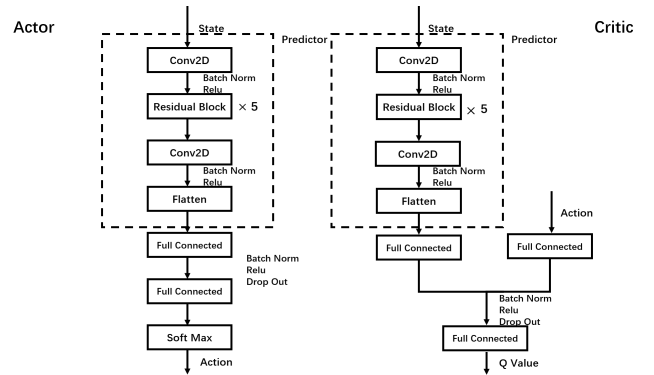 Actor
State
Predictor
Conv2D
Batch Norm
Relu
Residual Block
× 5
Conv2D
Batch Norm
Relu
Flatten
Full Connected
Batch Norm
Relu
Drop Out
Full Connected
Soft Max
Action
Critic
State
Predictor
Conv2D
Batch Norm
Relu
Residual Block
× 5
Conv2D
Batch Norm
Relu
Flatten
Full Connected
Action
Full Connected
Batch Norm
Relu
Drop Out
Full Connected
Q Value